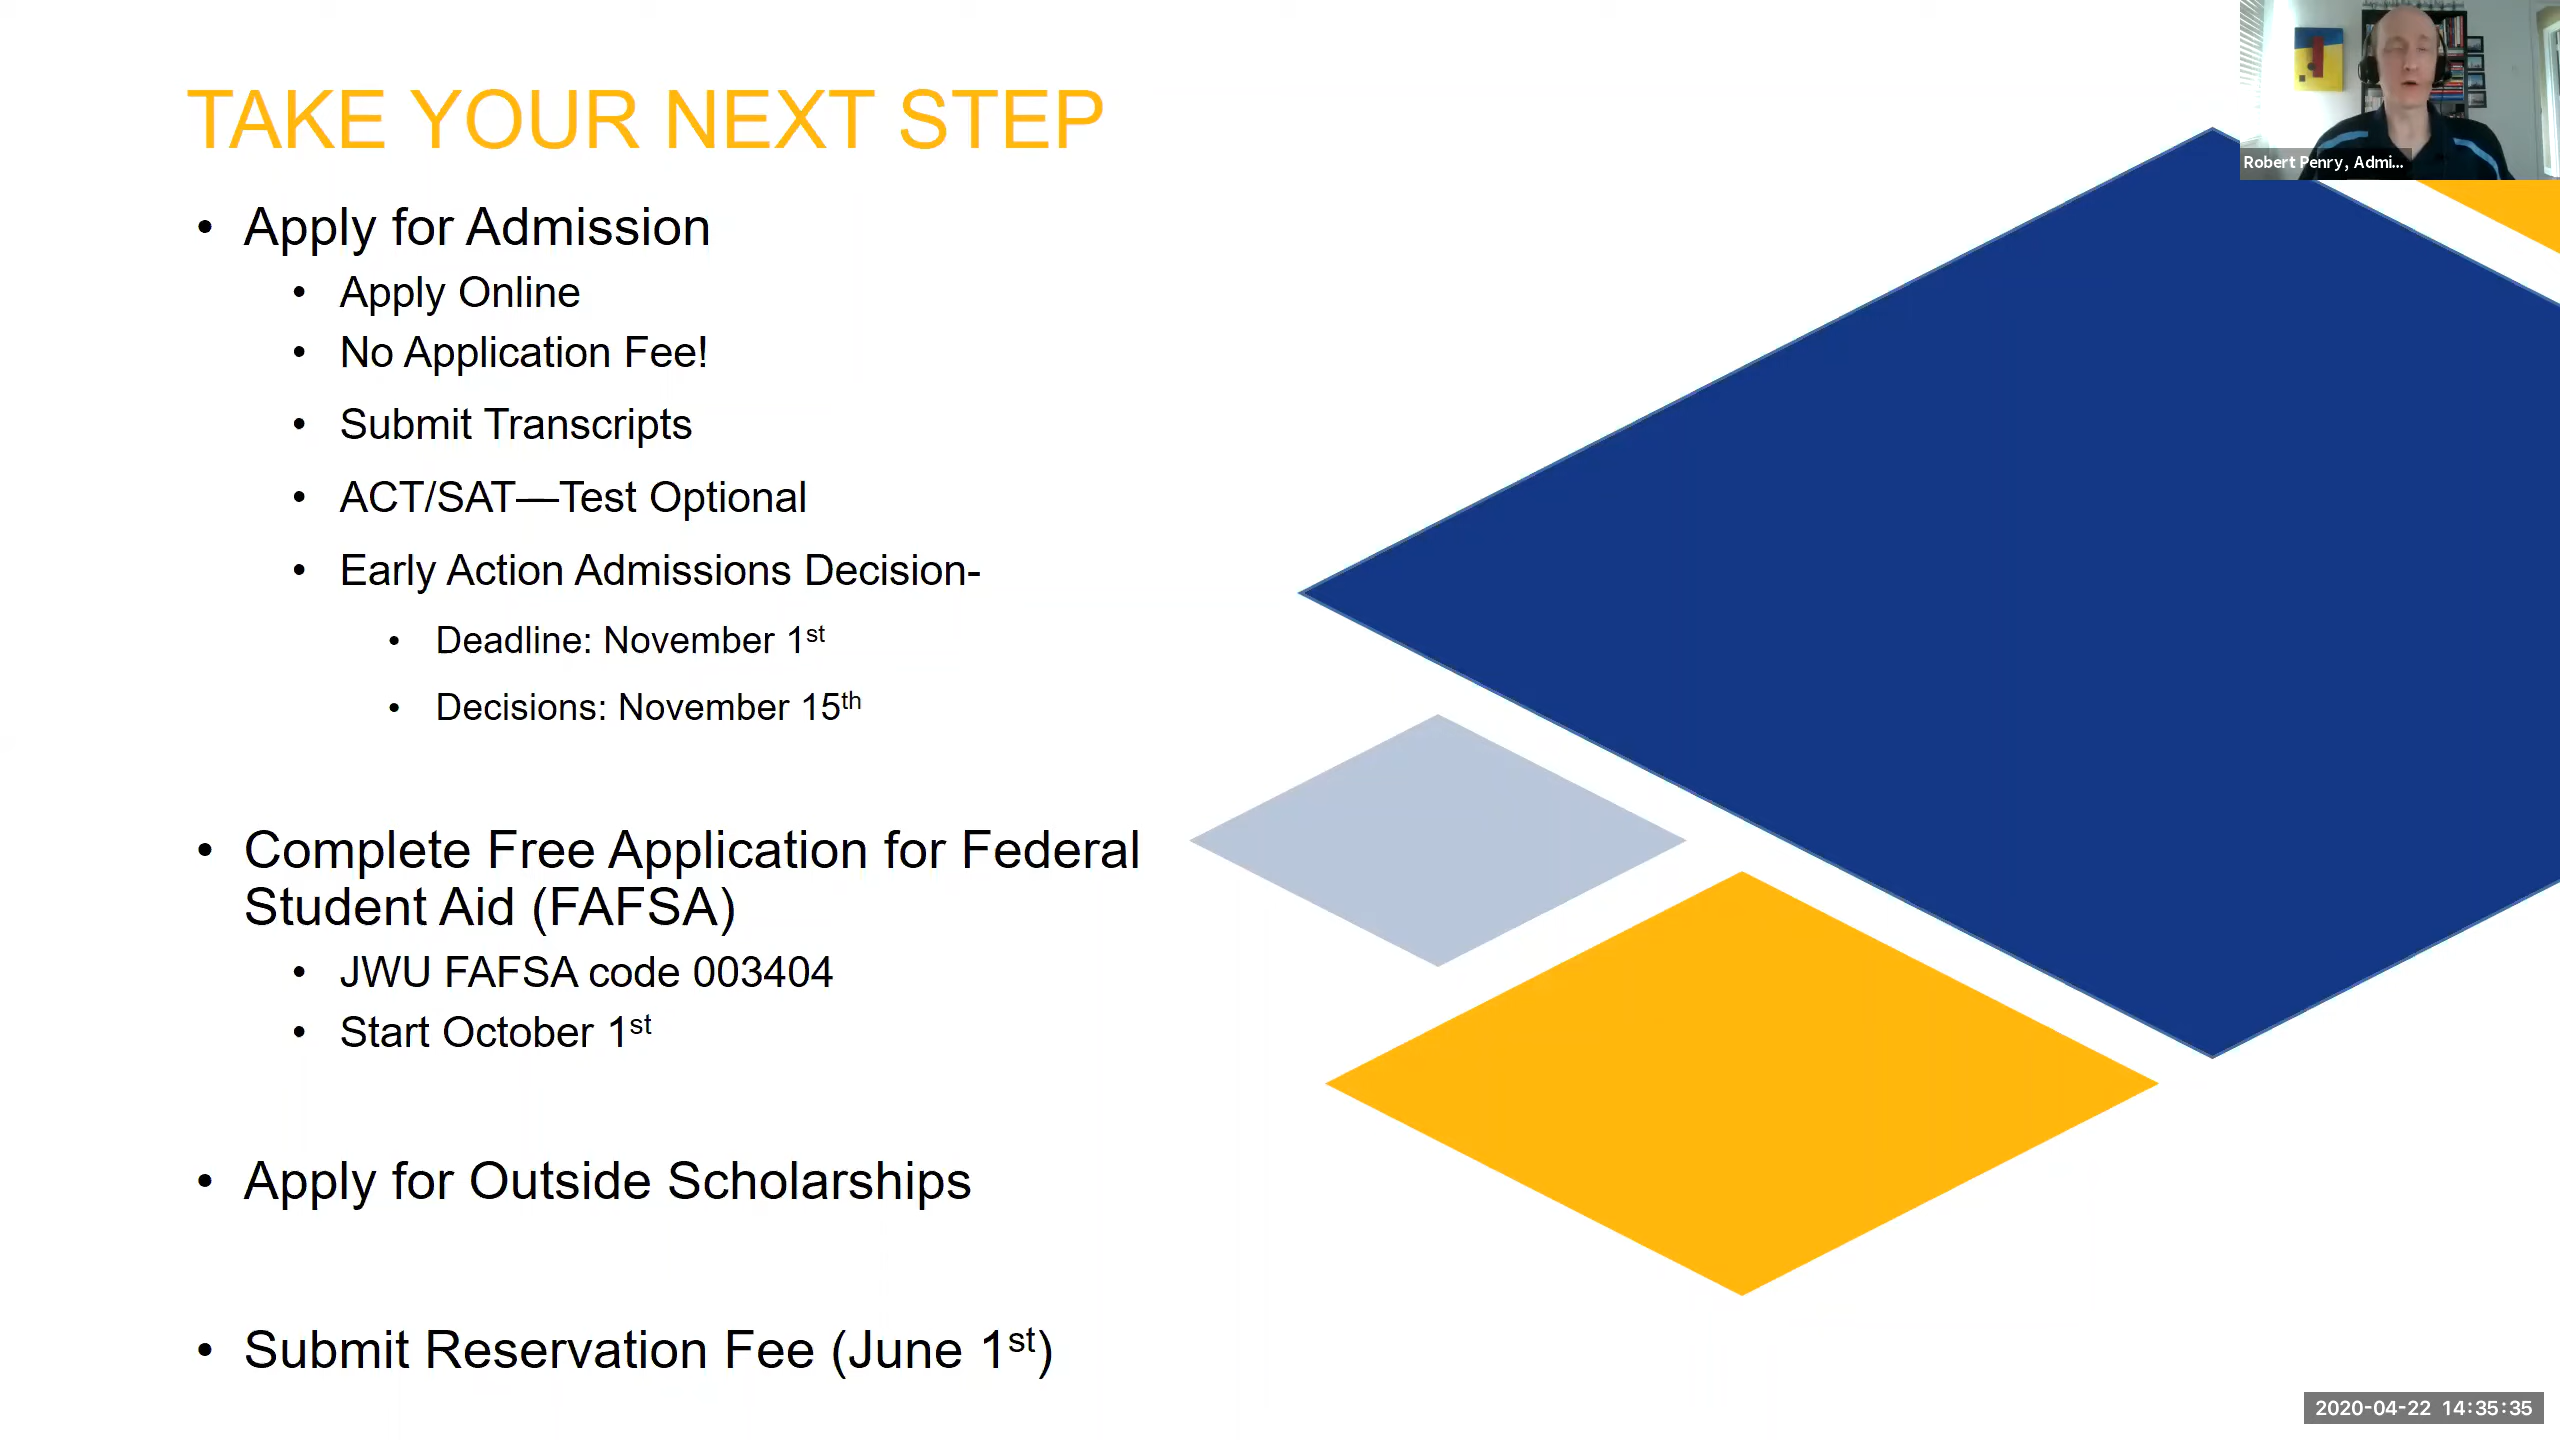 TAKE YOUR NEXT STEP
• Apply for Admission
• Apply Online
• No Application Fee!
• Submit Transcripts
• ACT/SAT—Test Optional
• Early Action Admissions Decision-
• Deadline: November 1st
• Decisions: November 15th
• Complete Free Application for Federal
Student Aid (FAFSA)
• JWU FAFSA code 003404
• Start October 1st
• Apply for Outside Scholarships
• Submit Reservation Fee (June 1st)
Robert Penry, Admi...
2020-04-22 14:35:35